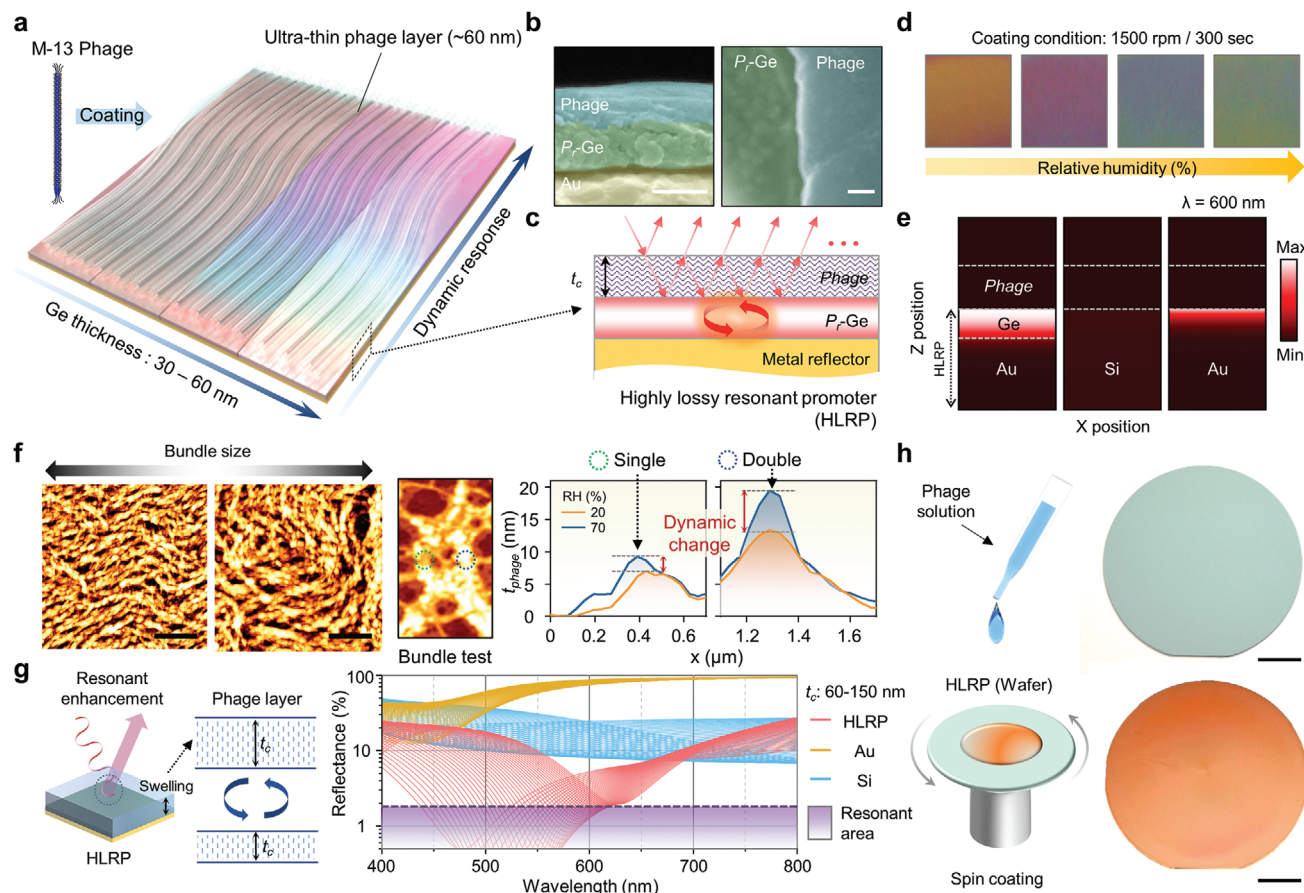 a
M-13 Phage
Coating
Ultra-thin phage layer (~60 nm)
Dynamic response
Ge thickness : 30 – 60 nm
b
Phage
Pr-Ge
Au
Pr-Ge
Phage
c
tc
Phage
Pr-Ge
Metal reflector
Highly lossy resonant promoter
(HLRP)
d
Coating condition: 1500 rpm / 300 sec
Relative humidity (%)
e
λ = 600 nm
Z position
HLRP
Phage
Ge
Au
Si
Au
X position
Max
Min
f
Bundle size
Bundle test
Single
Double
tphage (nm)
20
15
10
5
0
RH (%)
20
70
Dynamic
change
0.0
0.2
0.4
0.6
1.2
1.4
1.6
x (μm)
g
Resonant
enhancement
Swelling
HLRP
Phage layer
tc
tc
Reflectance (%)
100
10
1
400
500
600
700
800
Wavelength (nm)
tc: 60-150 nm
HLRP
Au
Si
Resonant
area
h
Phage
solution
HLRP (Wafer)
Spin coating